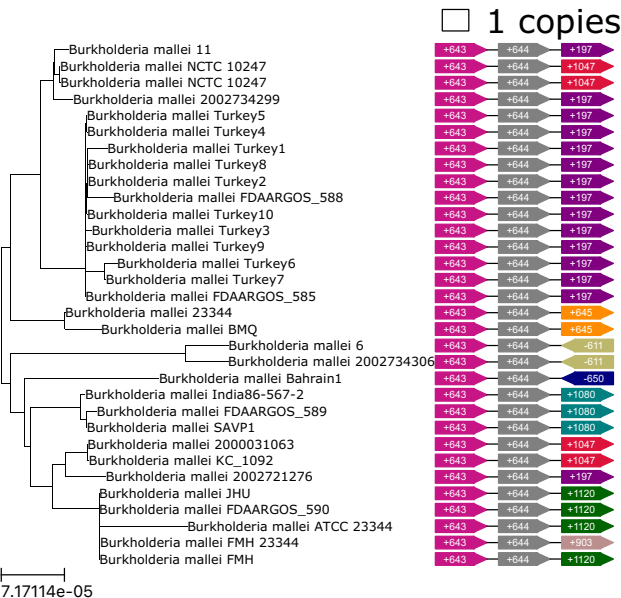 1 copies
Burkholderia mallei 11 +643 +644 +197
Burkholderia mallei NCTC 10247 +643 +644 +1047
Burkholderia mallei NCTC 10247 +643 +644 +1047
Burkholderia mallei 2002734299 +643 +644 +197
Burkholderia mallei Turkey5 +643 +644 +197
Burkholderia mallei Turkey4 +643 +644 +197
Burkholderia mallei Turkey1 +643 +644 +197
Burkholderia mallei Turkey8 +643 +644 +197
Burkholderia mallei Turkey2 +643 +644 +197
Burkholderia mallei FDAARGOS_588 +643 +644 +197
Burkholderia mallei Turkey10 +643 +644 +197
Burkholderia mallei Turkey3 +643 +644 +197
Burkholderia mallei Turkey9 +643 +644 +197
Burkholderia mallei Turkey6 +643 +644 +197
Burkholderia mallei Turkey7 +643 +644 +197
Burkholderia mallei FDAARGOS_585 +643 +644 +197
Burkholderia mallei 23344 +643 +644 +645
Burkholderia mallei BMQ +643 +644 +645
Burkholderia mallei 6 +643 +644 -611
Burkholderia mallei 2002734306 +643 +644 -611
Burkholderia mallei Bahrain1 +643 +644 -650
Burkholderia mallei India86-567-2 +643 +644 +1080
Burkholderia mallei FDAARGOS_589 +643 +644 +1080
Burkholderia mallei SAVP1 +643 +644 +1080
Burkholderia mallei 2000031063 +643 +644 +1047
Burkholderia mallei KC_1092 +643 +644 +1047
Burkholderia mallei 2002721276 +643 +644 +197
Burkholderia mallei JHU +643 +644 +1120
Burkholderia mallei FDAARGOS_590 +643 +644 +1120
Burkholderia mallei ATCC 23344 +643 +644 +1120
Burkholderia mallei FMH 23344 +643 +644 +903
Burkholderia mallei FMH +643 +644 +1120
7.17114e-05